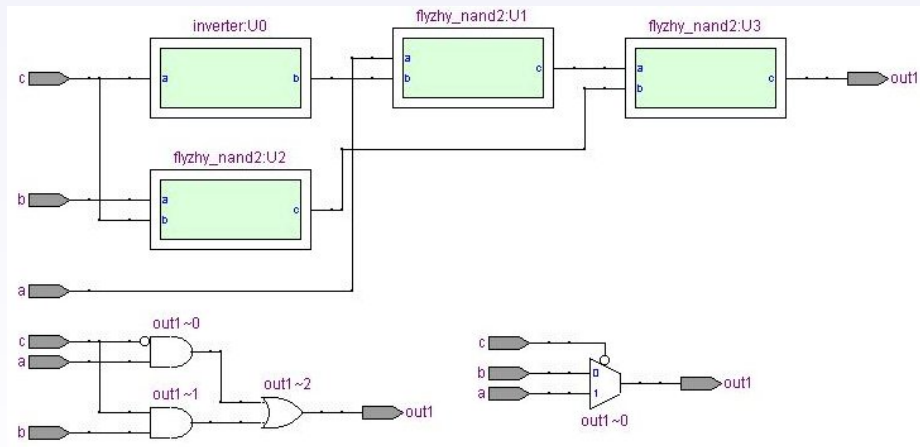 inverter:U0
flyzhy_nand2:U1
flyzhy_nand2:U3
c
a
b
a
b
c
a
b
c
out1
flyzhy_nand2:U2
b
a
b
c
a
out1~0
c
a
out1~1
out1~2
b
out1
c
b
0
a
1
out1
out1~0